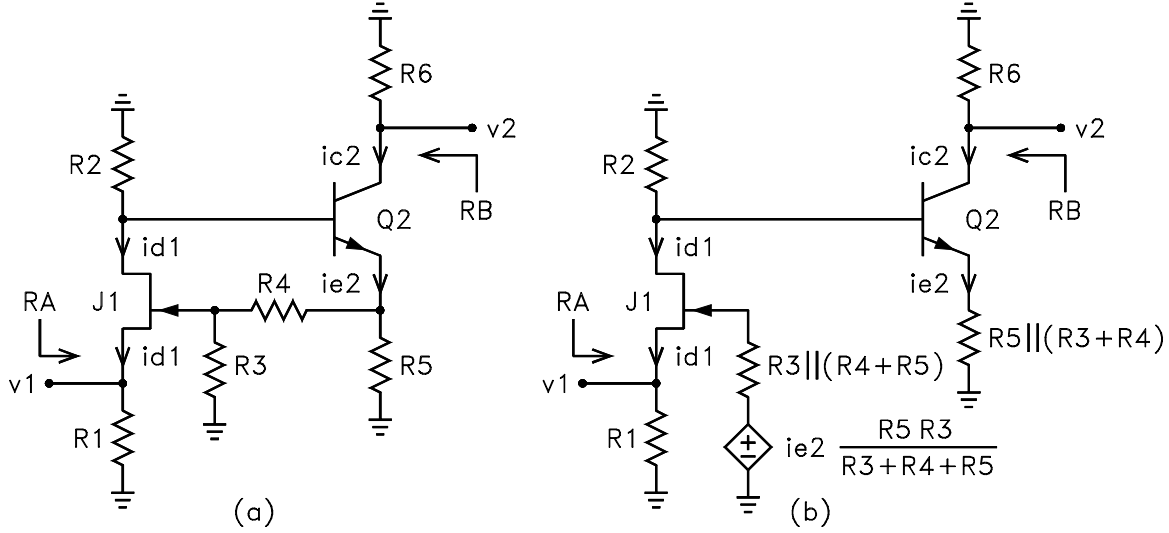 R6
v2
R2
ic2
RB
Q2
id1
ie2
R4
RA
J1
id1
R3
R5
v1
R1
(a)
R6
v2
R2
ic2
RB
Q2
id1
ie2
RA
J1
R5||(R3+R4)
id1
R3||(R4+R5)
v1
R1
+
−
ie2 R5 R3
R3+R4+R5
(b)